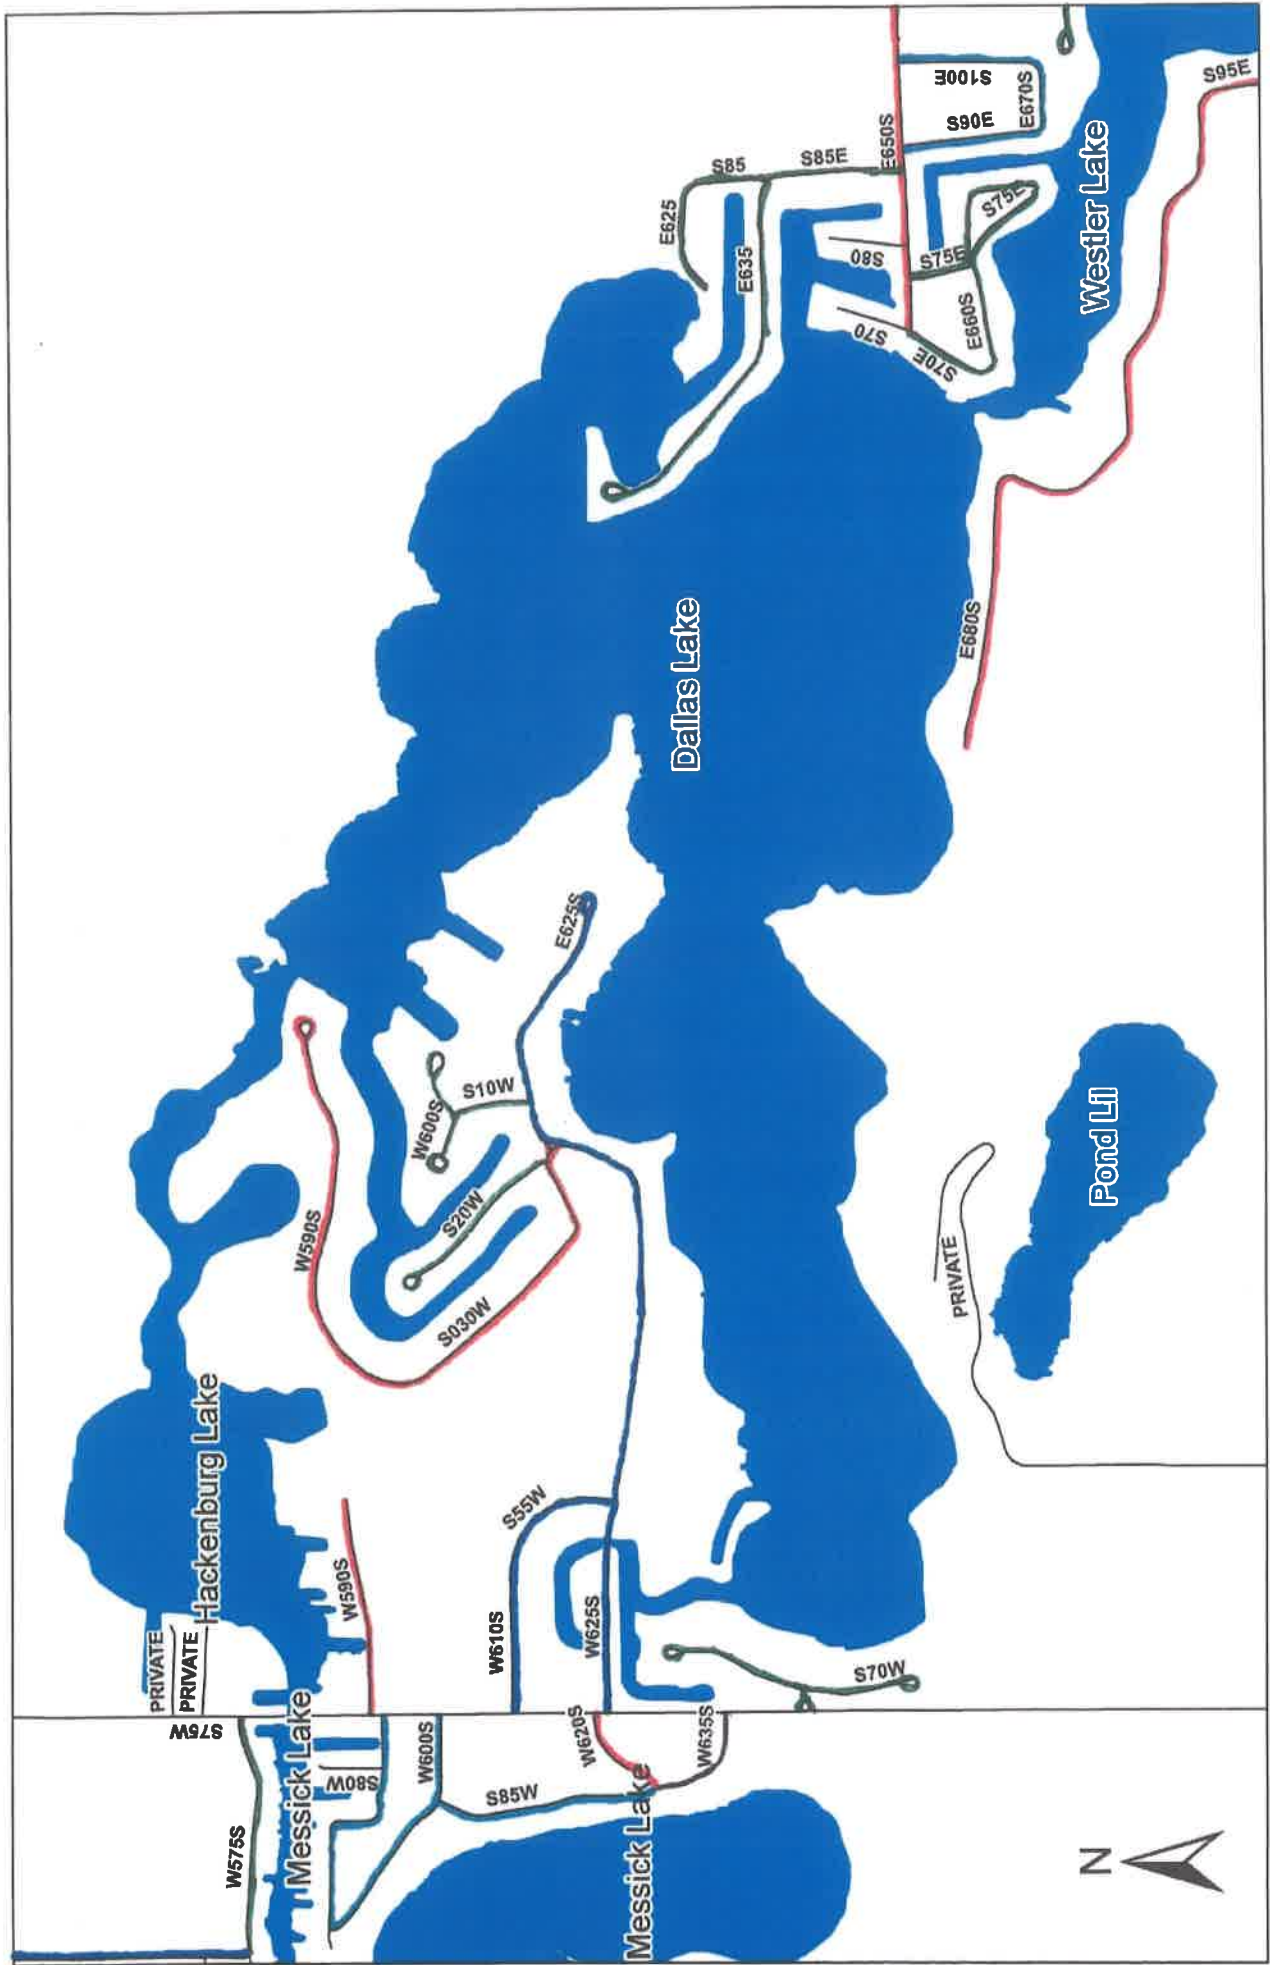 S100E
E670S
S90E
S95E
E650S
S85
S85E
E625
E635
S80
S75E
S75E
S70
S70E
E660S
Westler Lake
E680S
Dallas Lake
E625S
S10W
W600S
S20W
W590S
S030W
Pond Lil
PRIVATE
Hackenburg Lake
S55W
W590S
W610S
W625S
S70W
PRIVATE
PRIVATE
S75W
W620S
W635S
Messick Lake
S80W
W600S
S85W
W575S
Messick Lake
N